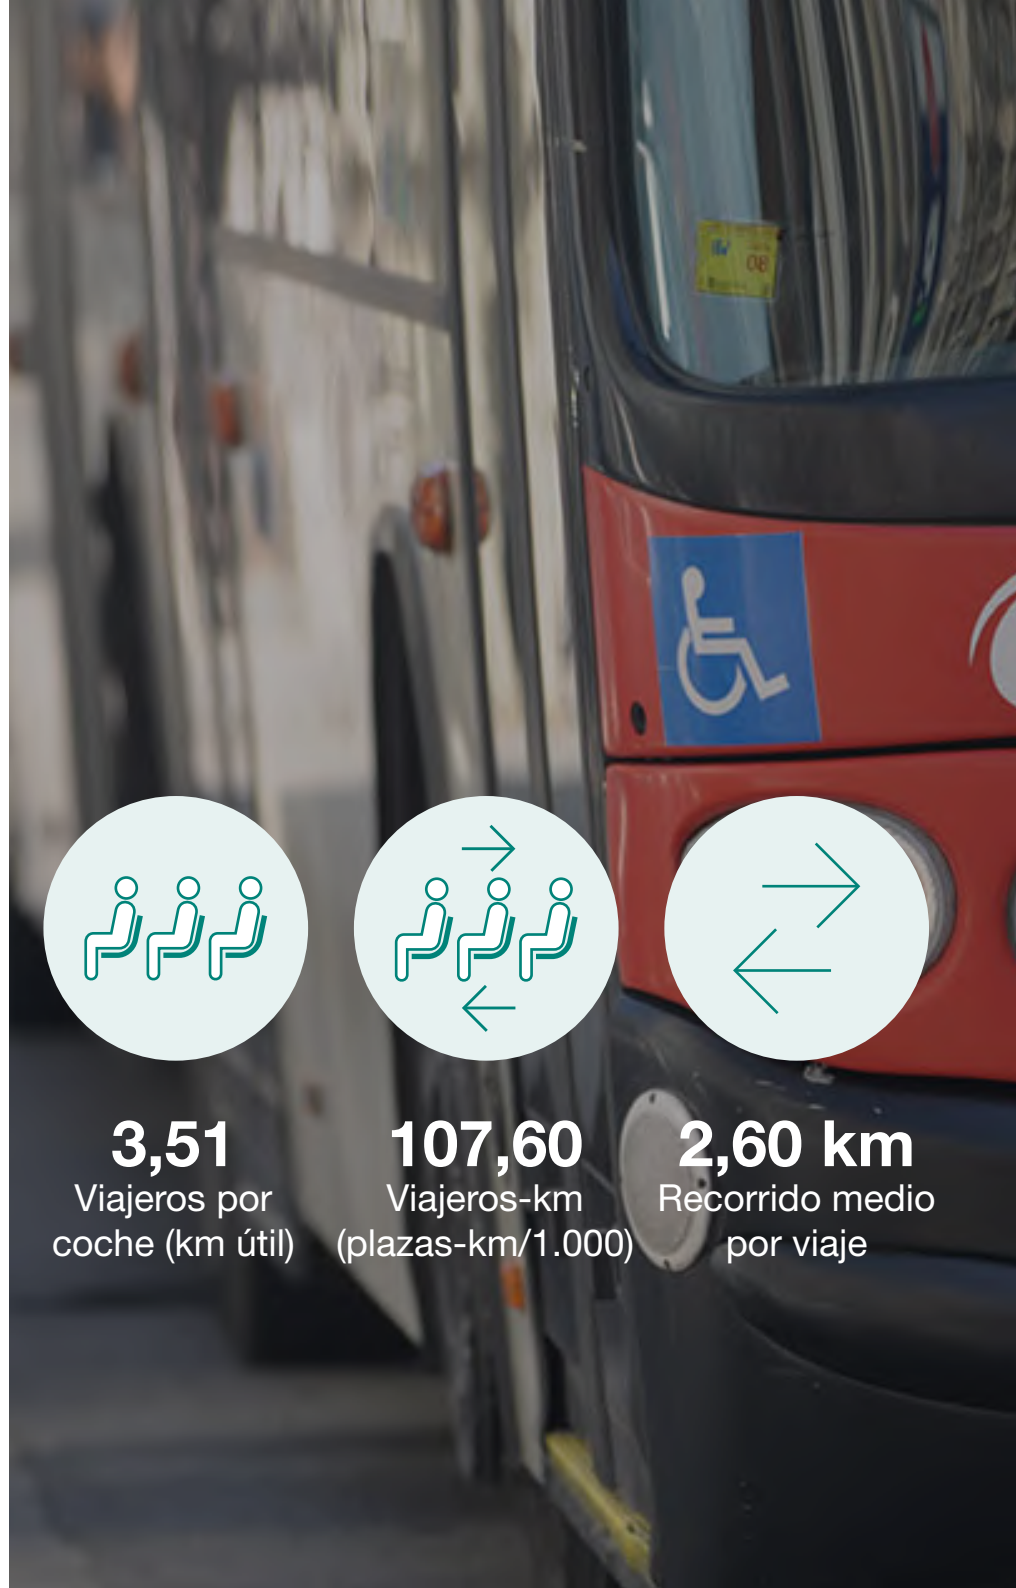 08
3,51
Viajeros por
coche (km útil)
107,60
Viajeros-km
(plazas-km/1.000)
2,60 km
Recorrido medio
por viaje